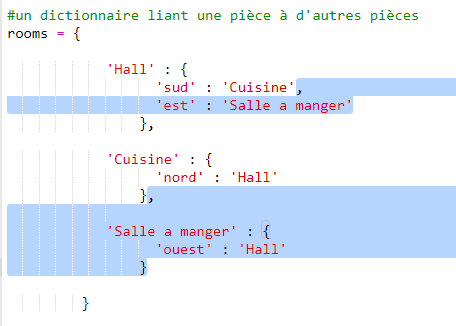 #un dictionnaire liant une pièce à d'autres pièces
rooms = {
'Hall' : {
'sud' : 'Cuisine',
'est' : 'Salle a manger'
},
'Cuisine' : {
'nord' : 'Hall'
},
'Salle a manger' : {
'ouest' : 'Hall'
}
}